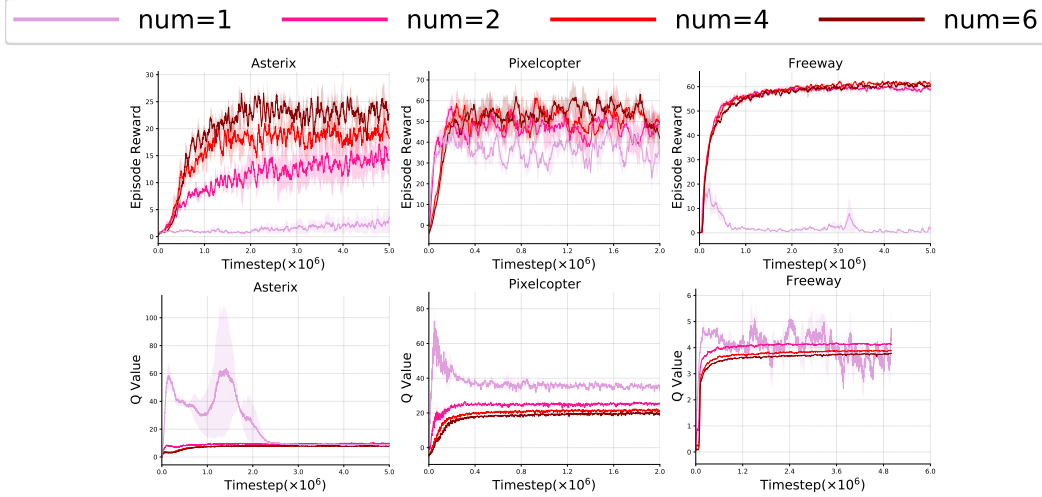 num=1 num=2 num=4 num=6
Asterix Pixelcopter Freeway
Episode Reward
30
25
20
15
10
5
0
0.0 1.0 2.0 3.0 4.0 5.0
Timestep(×10⁶)
Episode Reward
70
60
50
40
30
20
10
0
0.0 0.4 0.8 1.2 1.6 2.0
Timestep(×10⁶)
Episode Reward
60
50
40
30
20
10
0
0.0 1.0 2.0 3.0 4.0 5.0
Timestep(×10⁶)
Asterix Pixelcopter Freeway
Q Value
100
80
60
40
20
0
0.0 1.0 2.0 3.0 4.0 5.0
Timestep(×10⁶)
Q Value
80
60
40
20
0
0.0 0.4 0.8 1.2 1.6 2.0
Timestep(×10⁶)
Q Value
6
5
4
3
2
1
0
0.0 1.2 2.4 3.6 4.8 6.0
Timestep(×10⁶)